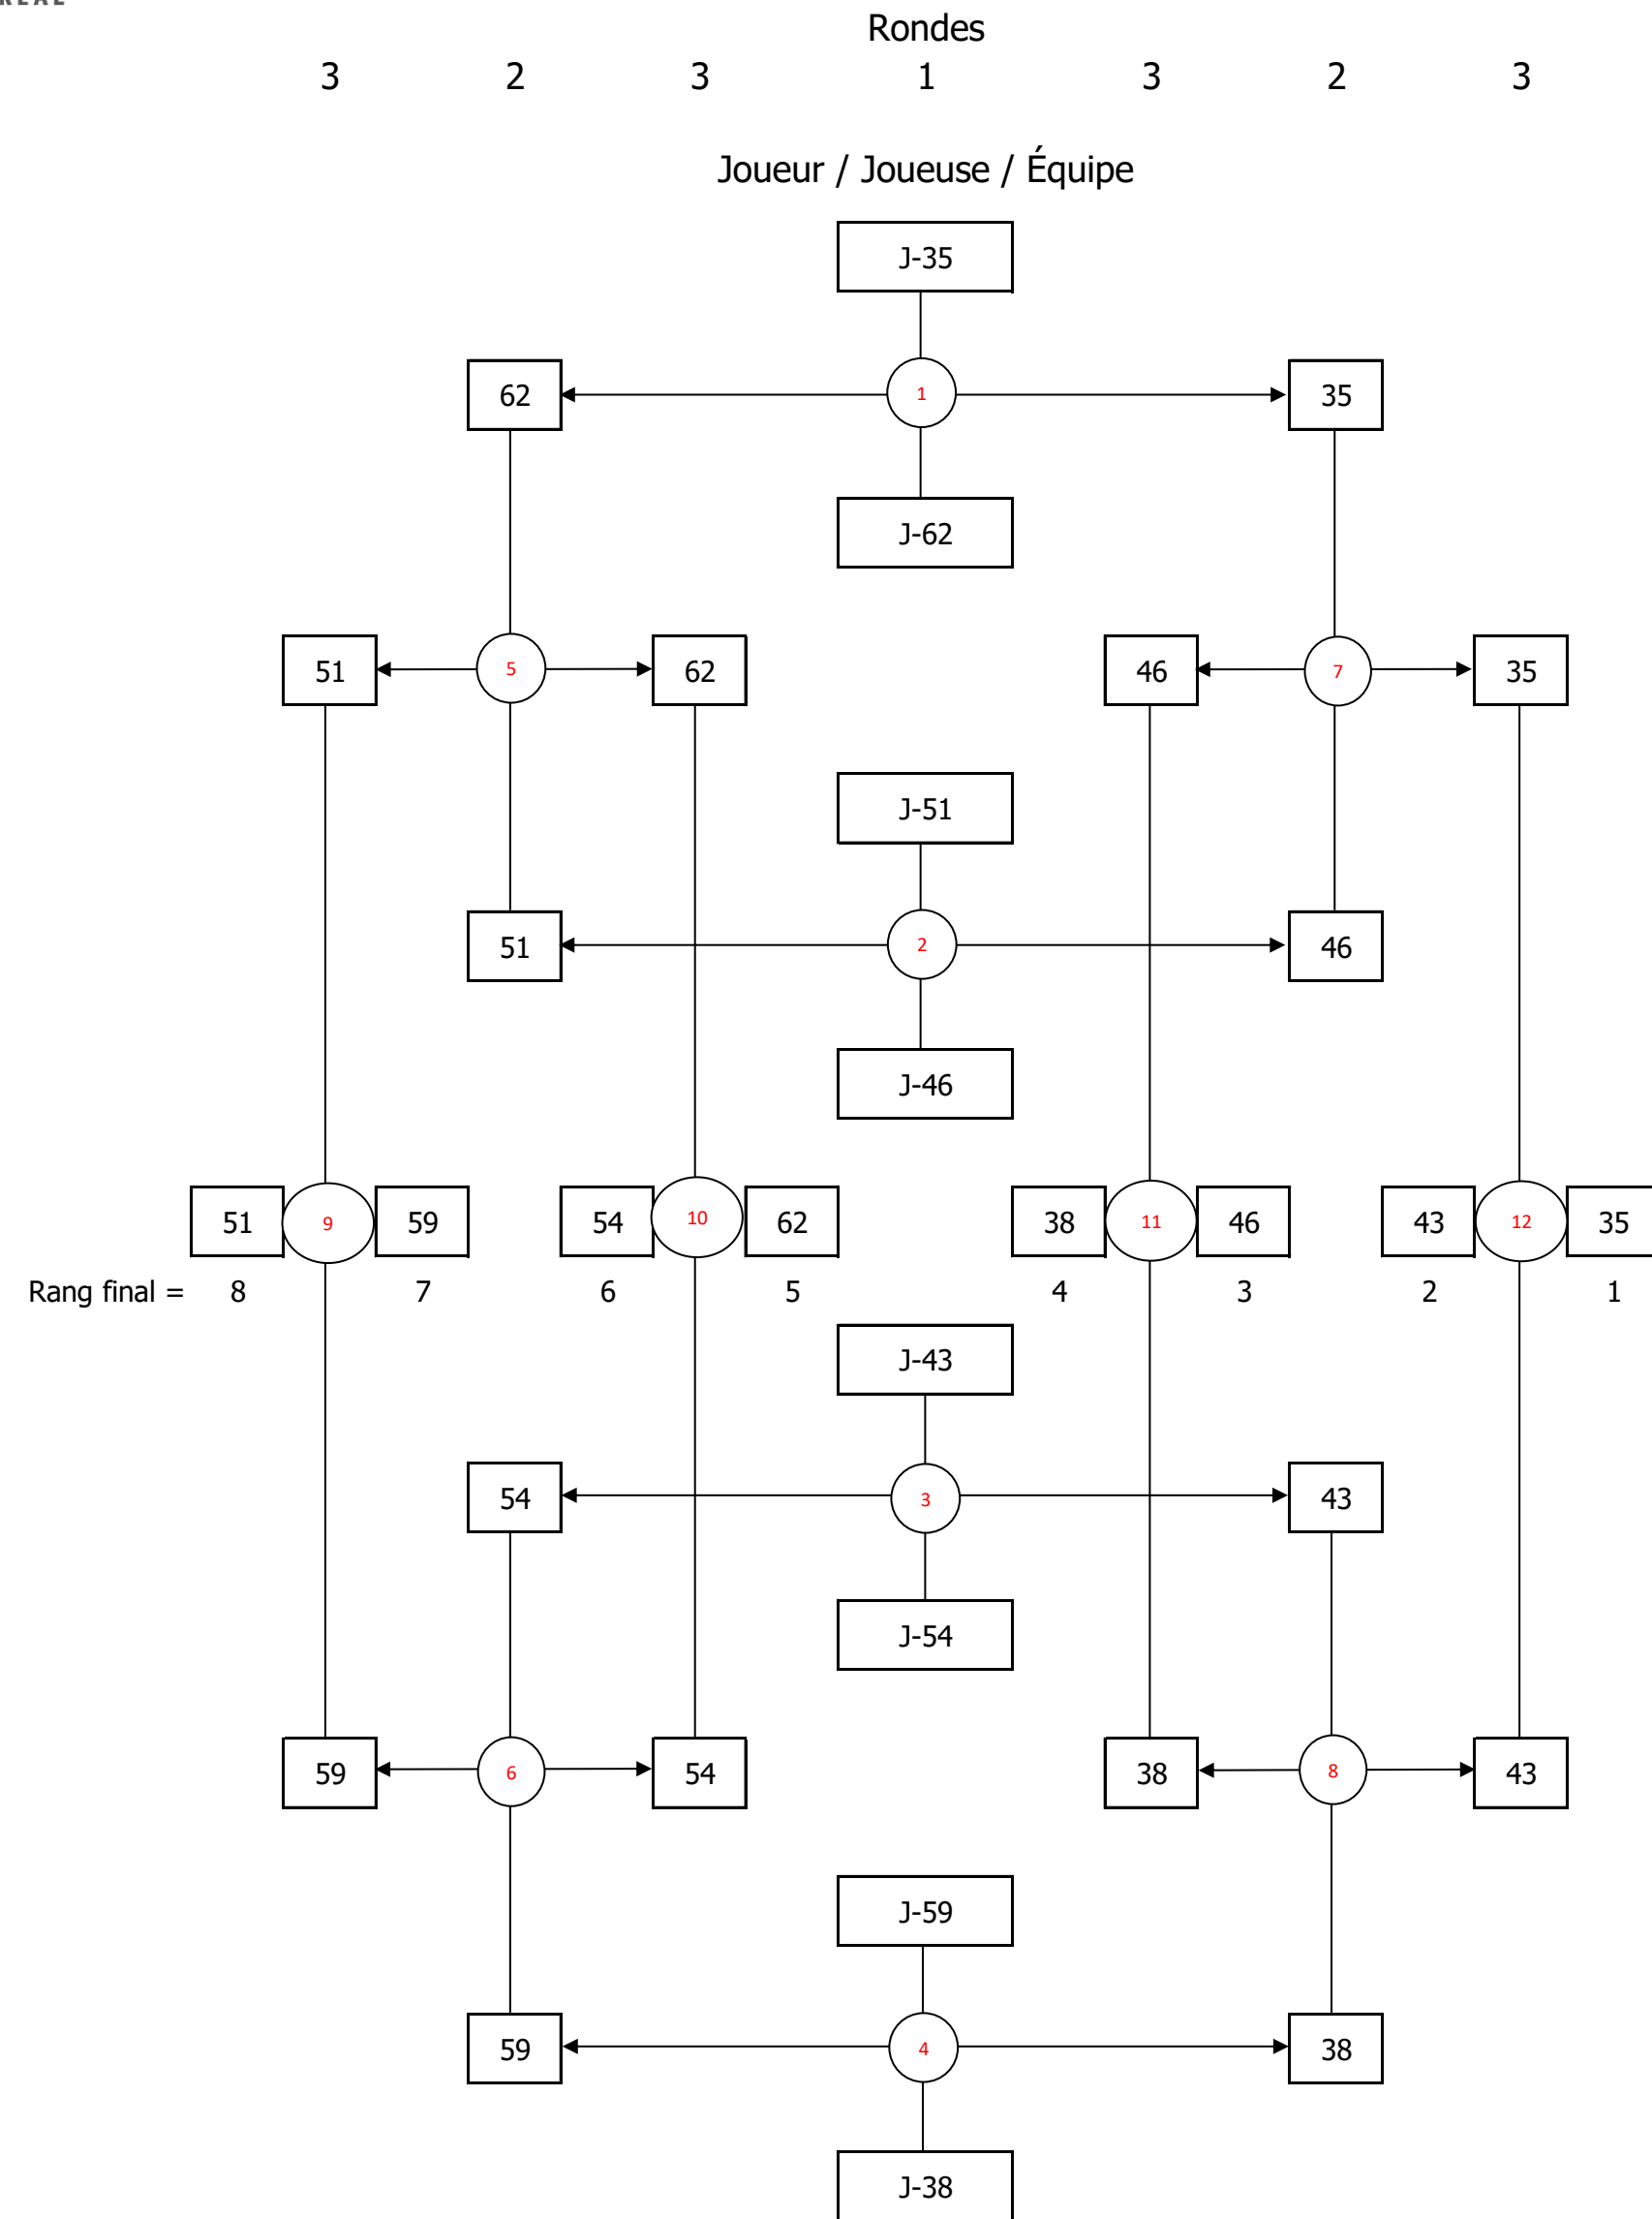 Rondes
3 2 3 1 3 2 3
Joueur / Joueuse / Équipe
J-35
62 1 35
J-62
51 5 62 46 7 35
J-51
51 2 46
J-46
51 9 59 54 10 62 38 11 46 43 12 35
Rang final = 8 7 6 5 4 3 2 1
J-43
54 3 43
J-54
59 6 54 38 8 43
J-59
59 4 38
J-38